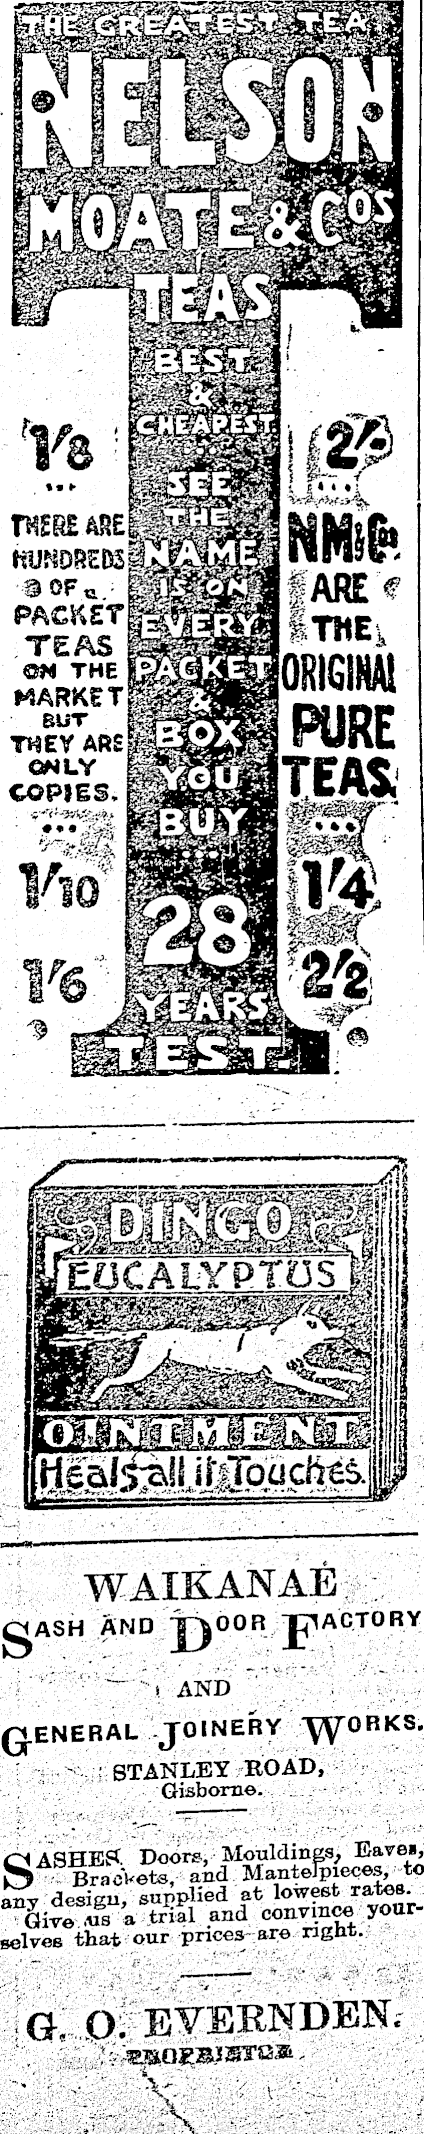 THE GREATEST TEA
NELSON
MOATE & COS
TEAS
BEST
&
CHEAPEST
...
SEE
THE
NAME
IS ON
EVERY
PACKET
&
BOX
YOU
BUY
....
28
YEARS
TEST.
1/8
...
THERE ARE
HUNDREDS
OF
PACKET
TEAS
ON THE
MARKET
BUT
THEY ARE
ONLY
COPIES.
...
1/10
1/6
2/-
...
NM & Cos
ARE
THE
ORIGINAL
PURE
TEAS.
...
1/4
2/2
DINGO
EUCALYPTUS
OINTMENT
Heals all it Touches.
WAIKANAE
SASH AND DOOR FACTORY
AND
GENERAL JOINERY WORKS.
STANLEY ROAD,
Gisborne.
SASHES, Doors, Mouldings, Eaves,
Brackets, and Mantelpieces, to
any design, supplied at lowest rates.
Give us a trial and convince your-
selves that our prices are right.
G. O. EVERNDEN.
PROPRIETOR.